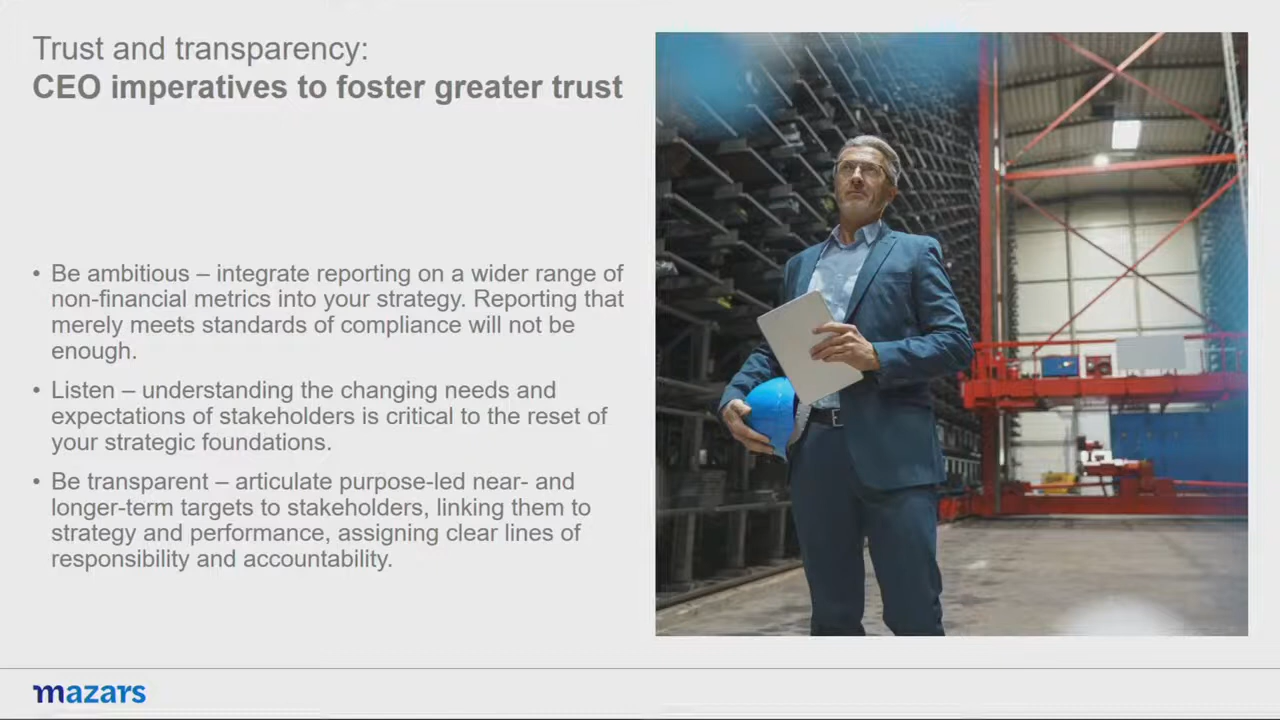 Trust and transparency:
CEO imperatives to foster greater trust
• Be ambitious – integrate reporting on a wider range of
non-financial metrics into your strategy. Reporting that
merely meets standards of compliance will not be
enough.
• Listen – understanding the changing needs and
expectations of stakeholders is critical to the reset of
your strategic foundations.
• Be transparent – articulate purpose-led near- and
longer-term targets to stakeholders, linking them to
strategy and performance, assigning clear lines of
responsibility and accountability.
mazars